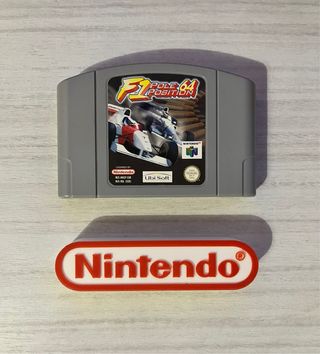 F1 POLE
POSITION 64
NINTENDO 64
Nintendo
Ubi Soft
Nintendo®